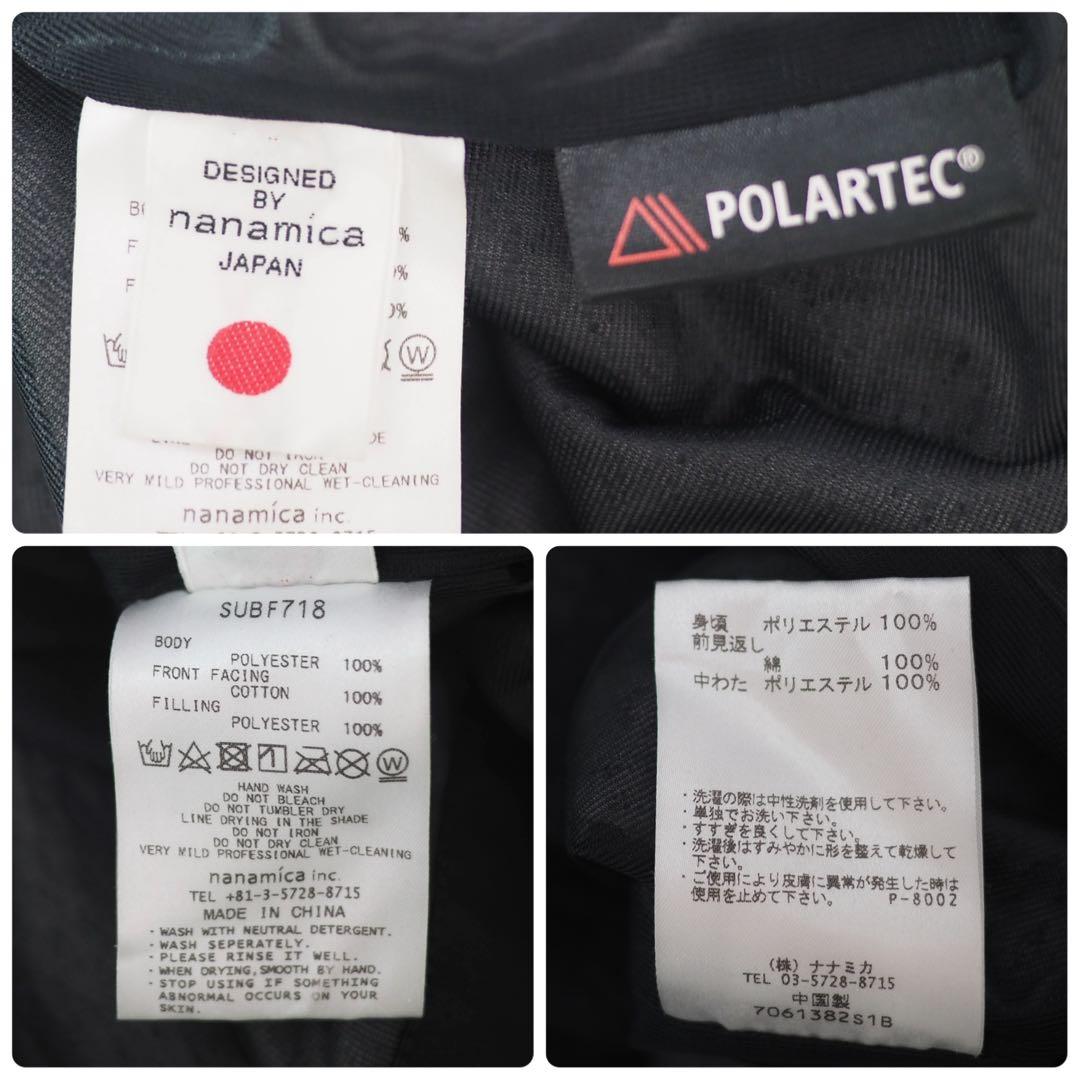 DESIGNED
BY
nanamica
JAPAN
%
%
%
W
DO NOT IRON
DO NOT DRY CLEAN
VERY MILD PROFESSIONAL WET-CLEANING
nanamica inc.
POLARTEC®
SUBF718
BODY
POLYESTER 100%
FRONT FACING
COTTON 100%
FILLING
POLYESTER 100%
W
HAND WASH
DO NOT BLEACH
DO NOT TUMBLER DRY
LINE DRYING IN THE SHADE
DO NOT IRON
DO NOT DRY CLEAN
VERY MILD PROFESSIONAL WET-CLEANING
nanamica inc.
TEL +81-3-5728-8715
MADE IN CHINA
・WASH WITH NEUTRAL DETERGENT.
・WASH SEPERATELY.
・PLEASE RINSE IT WELL.
・WHEN DRYING,SMOOTH BY HAND.
・STOP USING IF SOMETHING
ABNORMAL OCCURS ON YOUR
SKIN.
身頃 ポリエステル 100%
前見返し
綿 100%
中わた ポリエステル 100%
・洗濯の際は中性洗剤を使用して下さい。
・単独でお洗い下さい。
・すすぎを良くして下さい。
・洗濯後はすみやかに形を整えて乾燥して
下さい。
・ご使用により皮膚に異常が発生した時は
使用を止めて下さい。 P-8002
(株) ナナミカ
TEL 03-5728-8715
中国製
7061382S1B